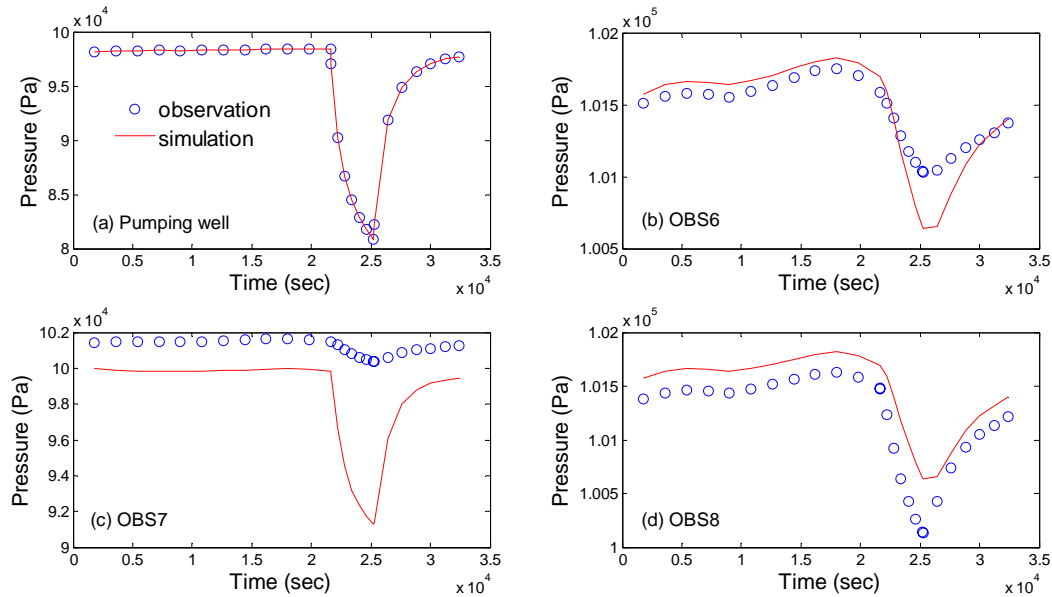 x 10^4
10
9.5
9
8.5
8
Pressure (Pa)
observation
simulation
(a) Pumping well
0 0.5 1 1.5 2 2.5 3 3.5
Time (sec)
x 10^4
x 10^5
1.02
1.015
1.01
1.005
Pressure (Pa)
(b) OBS6
0 0.5 1 1.5 2 2.5 3 3.5
Time (sec)
x 10^4
x 10^4
10.2
10
9.8
9.6
9.4
9.2
9
Pressure (Pa)
(c) OBS7
0 0.5 1 1.5 2 2.5 3 3.5
Time (sec)
x 10^4
x 10^5
1.02
1.015
1.01
1.005
1
Pressure (Pa)
(d) OBS8
0 0.5 1 1.5 2 2.5 3 3.5
Time (sec)
x 10^4